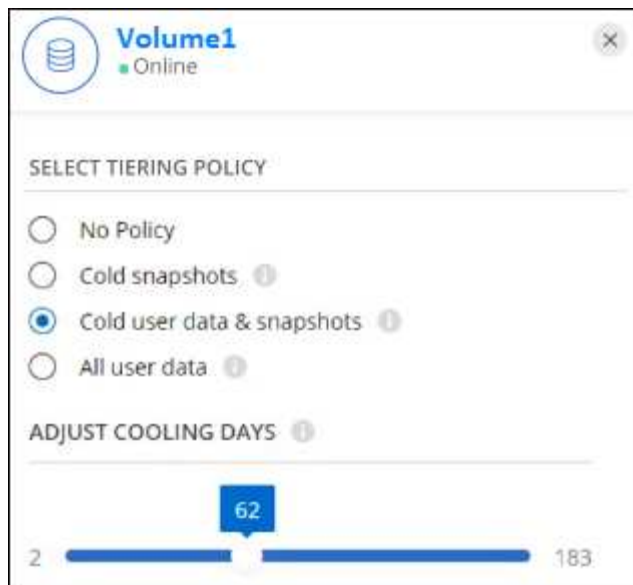 Volume1
Online
SELECT TIERING POLICY
No Policy
Cold snapshots
Cold user data & snapshots
All user data
ADJUST COOLING DAYS
62
2 183